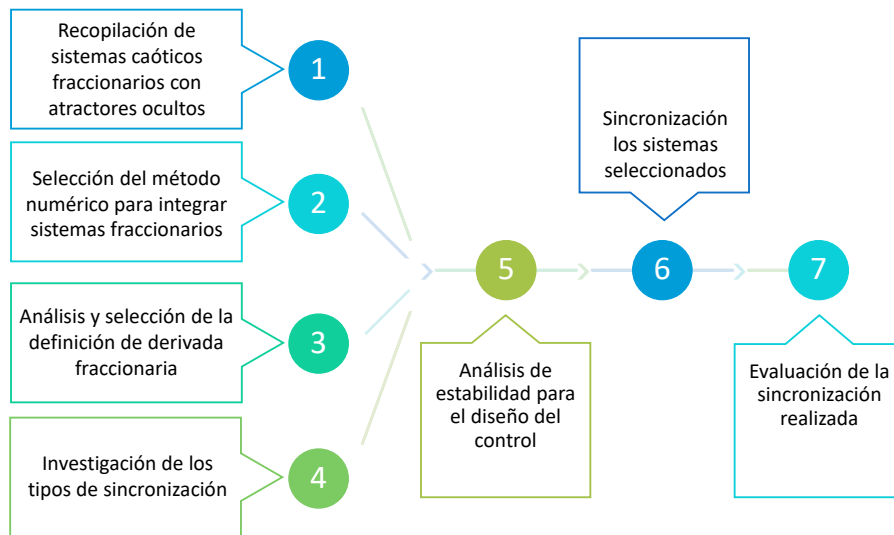 Recopilación de
sistemas caóticos
fraccionarios con
atractores ocultos
1
Selección del método
numérico para integrar
sistemas fraccionarios
2
Análisis y selección de la
definición de derivada
fraccionaria
3
Investigación de los
tipos de sincronización
4
5
Análisis de
estabilidad para
el diseño del
control
Sincronización
los sistemas
seleccionados
6
7
Evaluación de la
sincronización
realizada